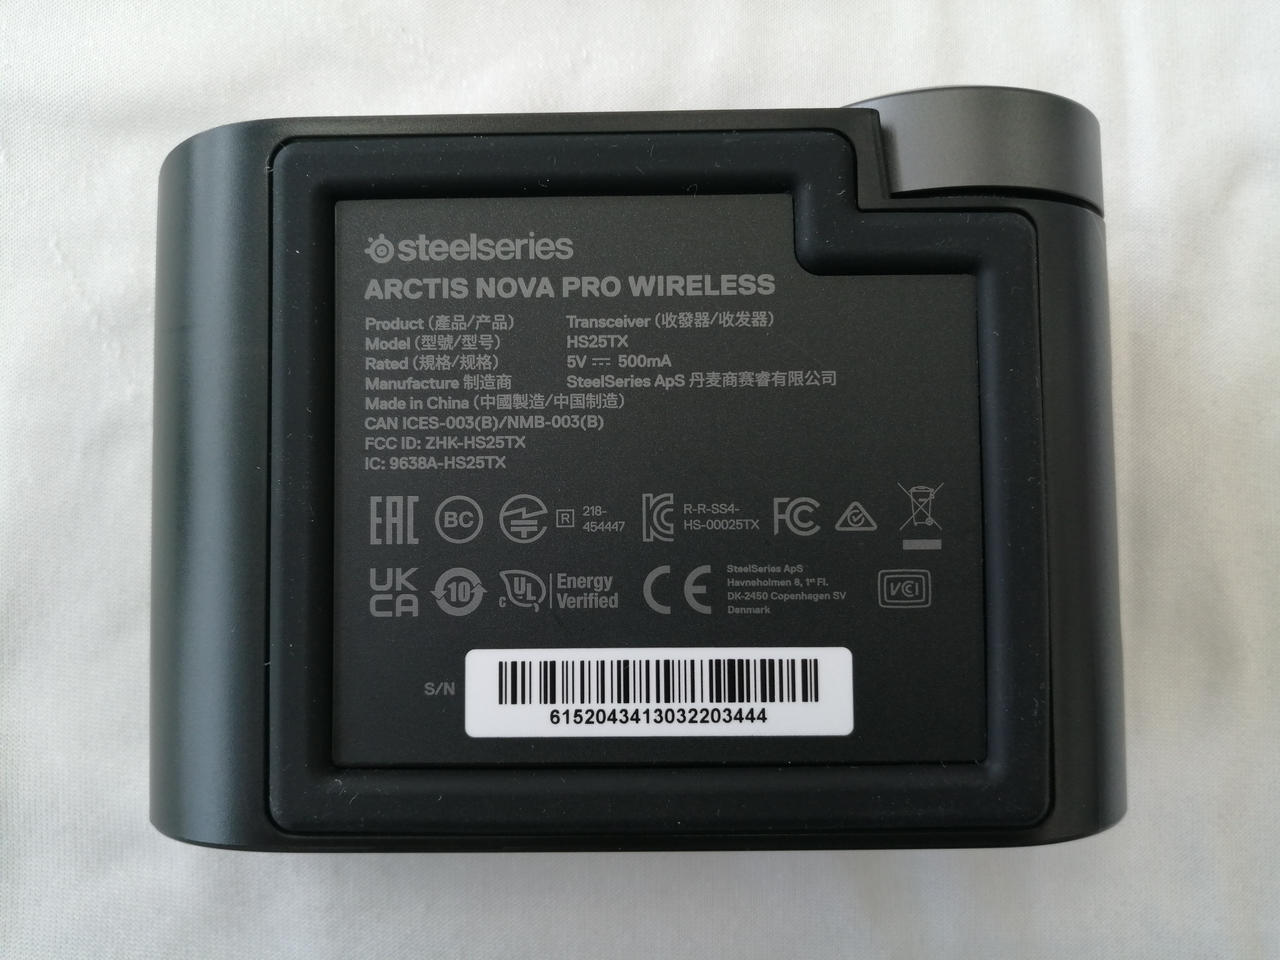 steelseries
ARCTIS NOVA PRO WIRELESS
Product (產品/产品) Transceiver (收發器/收发器)
Model (型號/型号) HS25TX
Rated (規格/规格) 5V ⎓ 500mA
Manufacture 制造商 SteelSeries ApS 丹麦商赛睿有限公司
Made in China (中國製造/中国制造)
CAN ICES-003(B)/NMB-003(B)
FCC ID: ZHK-HS25TX
IC: 9638A-HS25TX
EAC BC R 218-454447 R-R-SS4-HS-00025TX FC
UK CA 10 c UL Energy Verified CE
SteelSeries ApS
Havneholmen 8, 1st Fl.
DK-2450 Copenhagen SV
Denmark
VCI
S/N
6152043413032203444